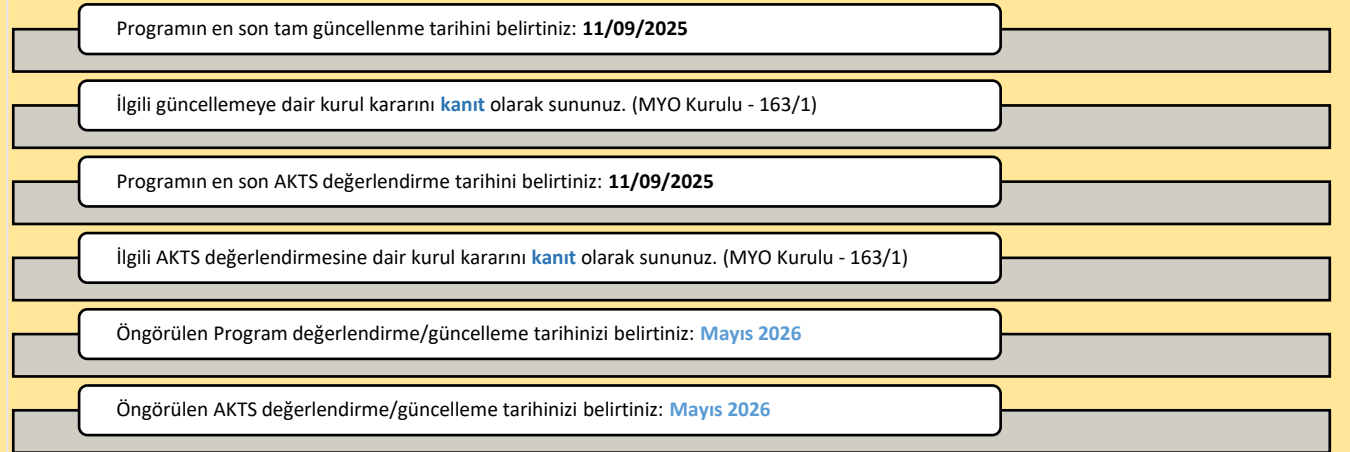 Programın en son tam güncellenme tarihini belirtiniz: 11/09/2025
İlgili güncellemeye dair kurul kararını kanıt olarak sununuz. (MYO Kurulu - 163/1)
Programın en son AKTS değerlendirme tarihini belirtiniz: 11/09/2025
İlgili AKTS değerlendirmesine dair kurul kararını kanıt olarak sununuz. (MYO Kurulu - 163/1)
Öngörülen Program değerlendirme/güncelleme tarihinizi belirtiniz: Mayıs 2026
Öngörülen AKTS değerlendirme/güncelleme tarihinizi belirtiniz: Mayıs 2026